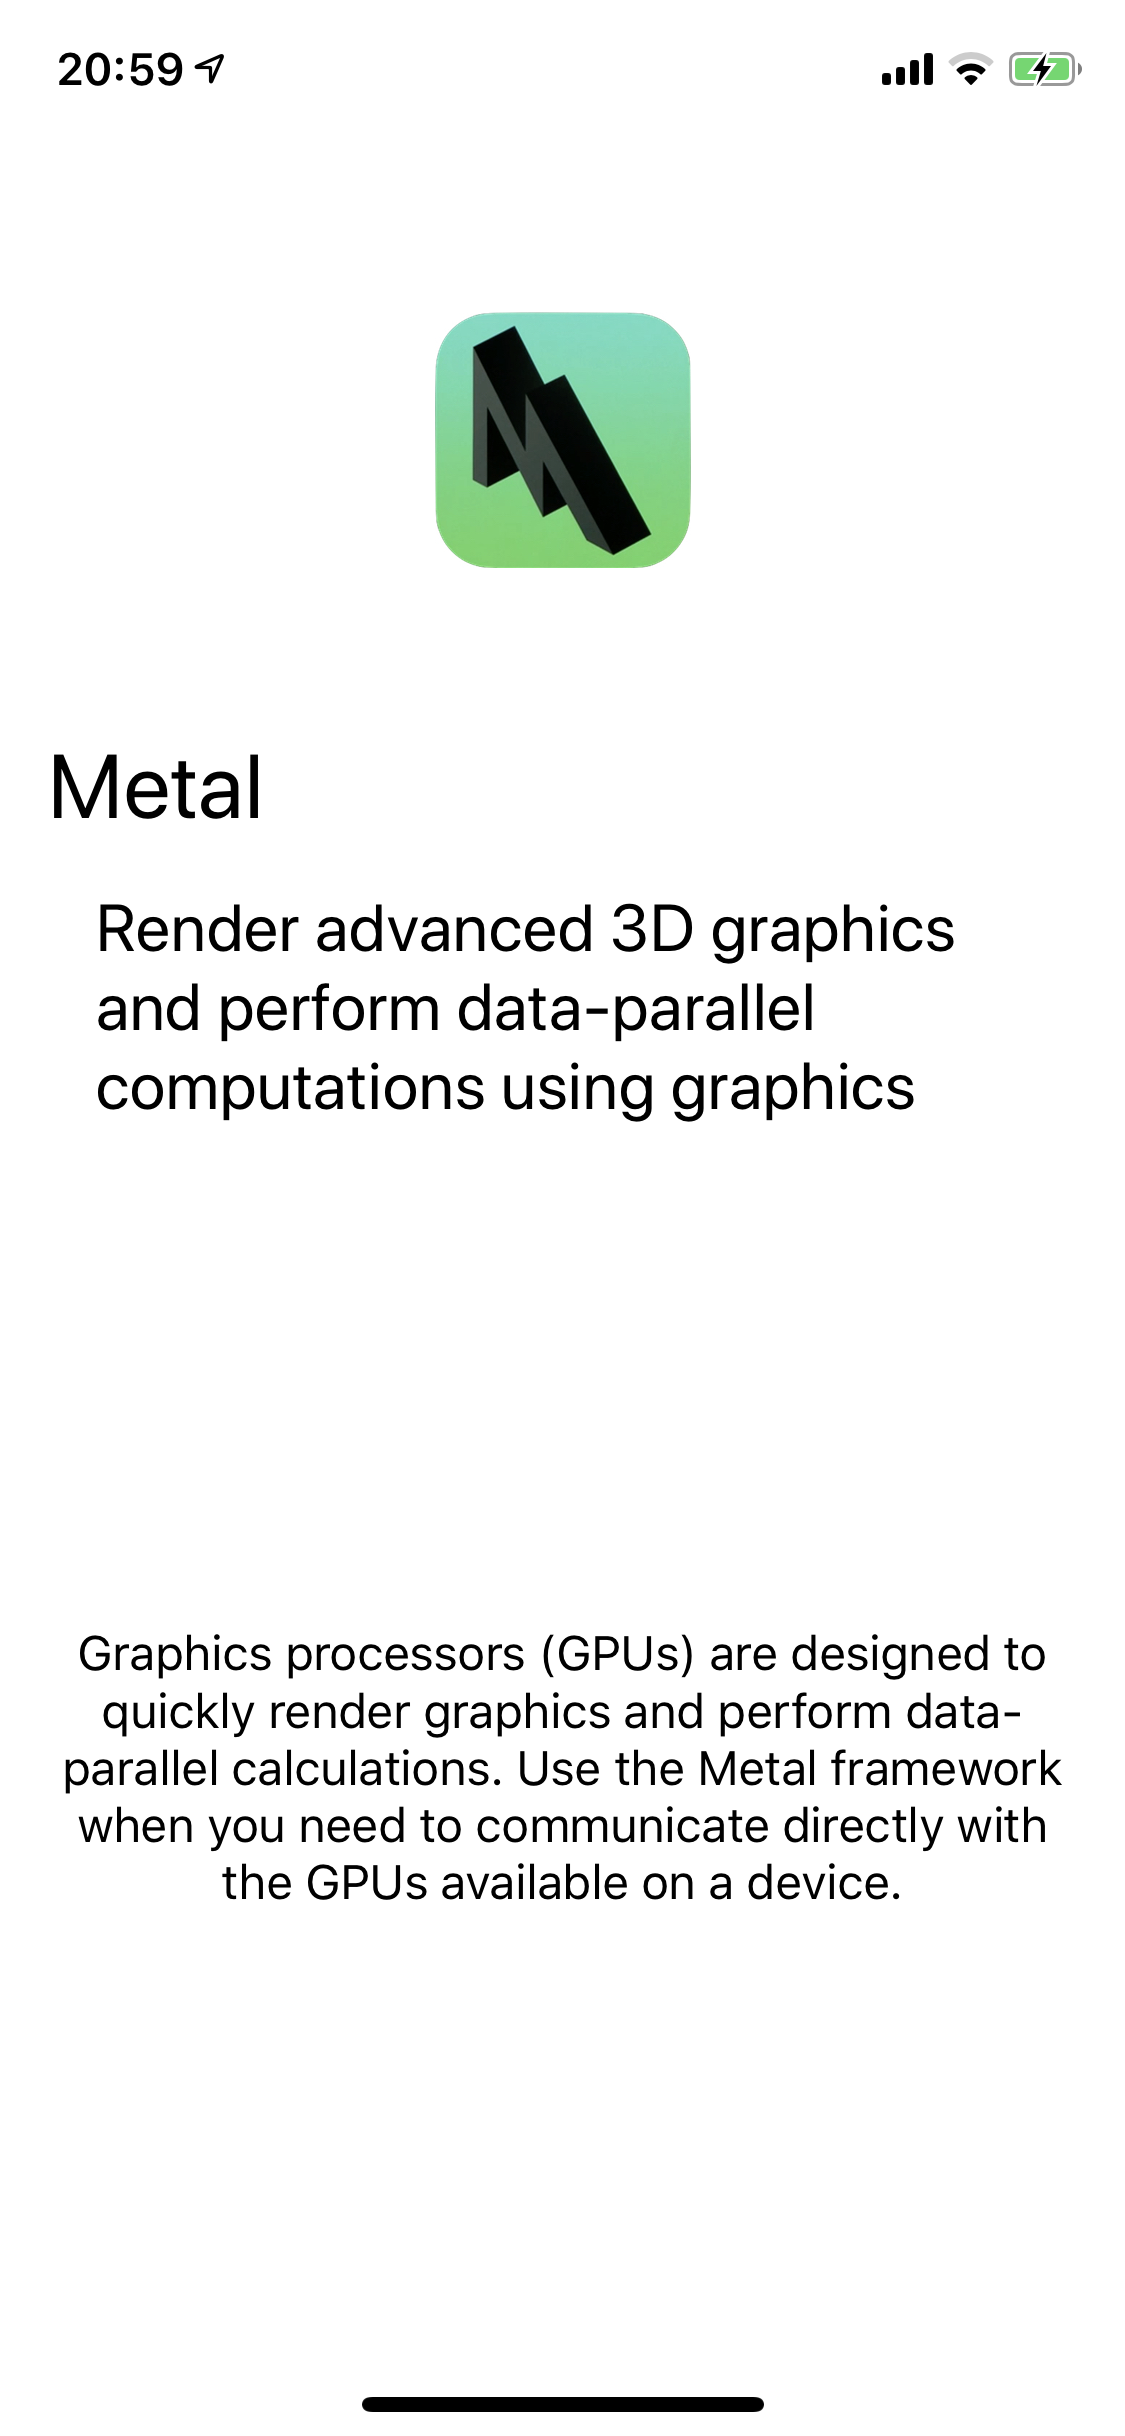 20:59
Metal
Render advanced 3D graphics
and perform data-parallel
computations using graphics
Graphics processors (GPUs) are designed to
quickly render graphics and perform data-
parallel calculations. Use the Metal framework
when you need to communicate directly with
the GPUs available on a device.